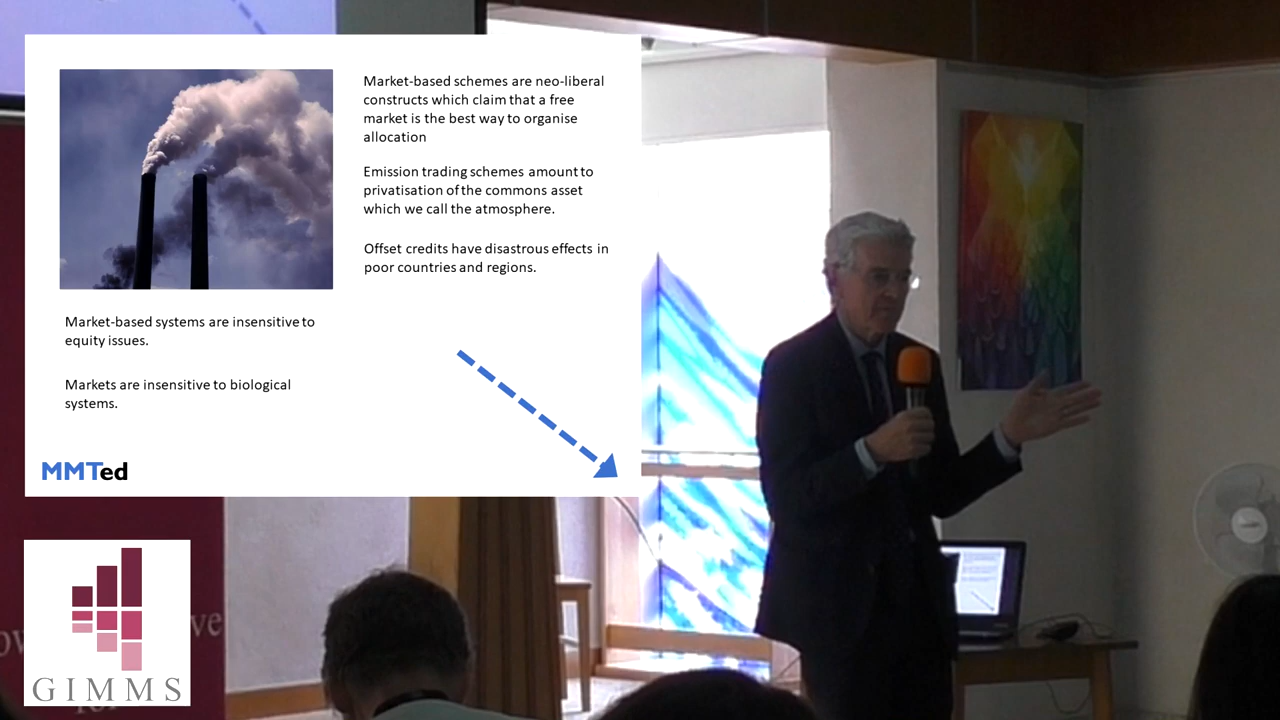 Market-based schemes are neo-liberal
constructs which claim that a free
market is the best way to organise
allocation
Emission trading schemes amount to
privatisation of the commons asset
which we call the atmosphere.
Offset credits have disastrous effects in
poor countries and regions.
Market-based systems are insensitive to
equity issues.
Markets are insensitive to biological
systems.
MMTed
GIMMS